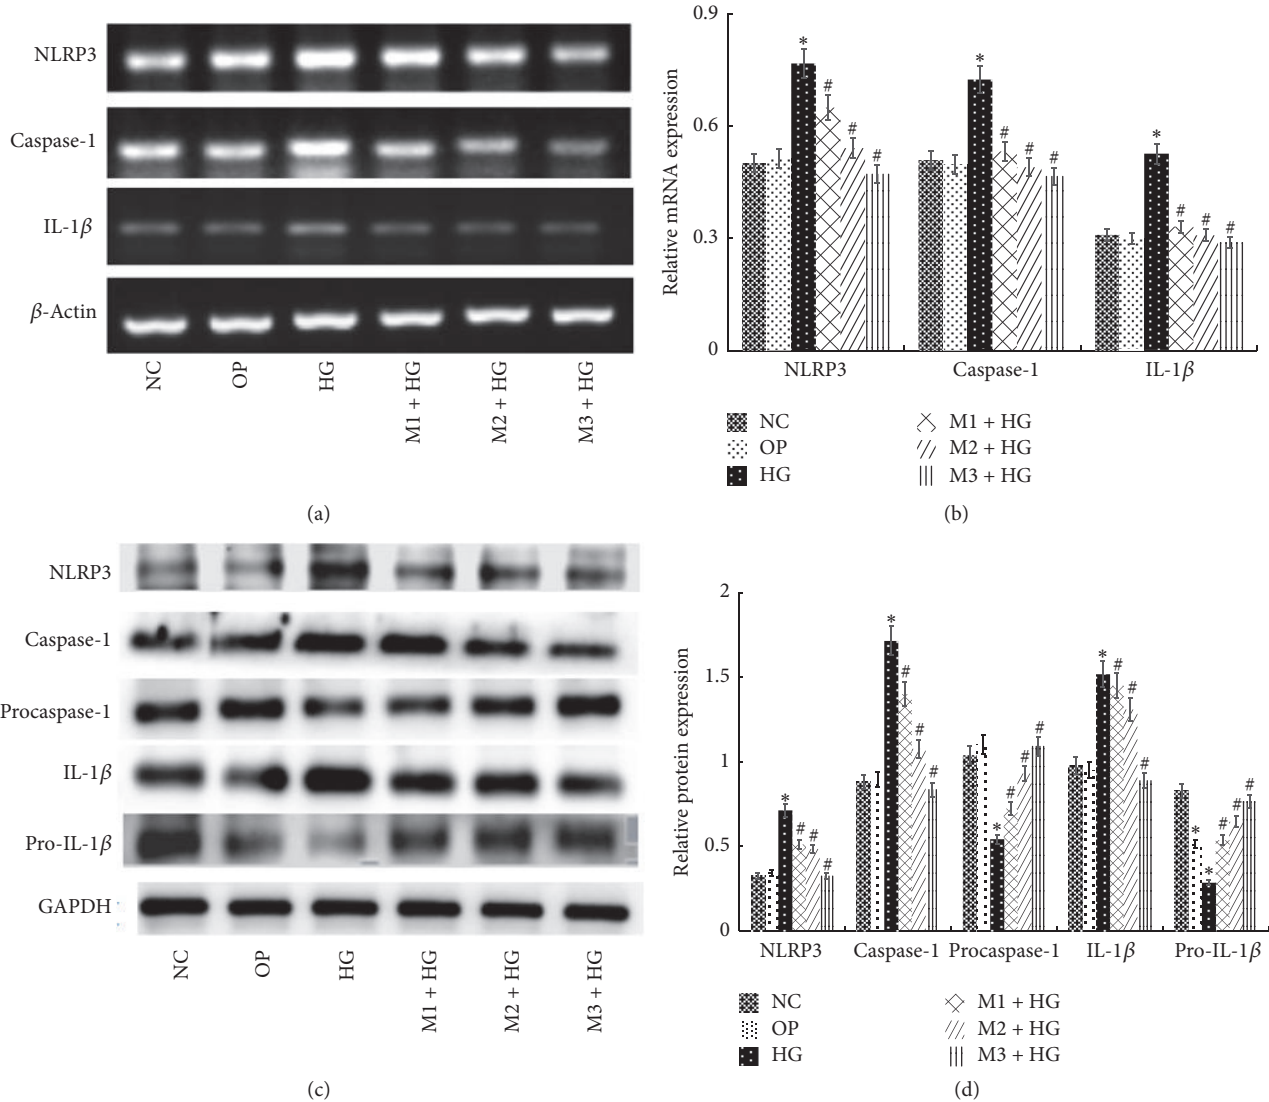 NLRP3
Caspase-1
IL-1β
β-Actin
NC
OP
HG
M1 + HG
M2 + HG
M3 + HG
(a)
Relative mRNA expression
0.9
0.6
0.3
0
* # # #
* # # #
* # # #
NLRP3
Caspase-1
IL-1β
NC
OP
HG
M1 + HG
M2 + HG
M3 + HG
(b)
NLRP3
Caspase-1
Procaspase-1
IL-1β
Pro-IL-1β
GAPDH
NC
OP
HG
M1 + HG
M2 + HG
M3 + HG
(c)
Relative protein expression
2
1.5
1
0.5
0
* # # #
* # # #
* # # #
* # # #
* * # # #
NLRP3
Caspase-1
Procaspase-1
IL-1β
Pro-IL-1β
NC
OP
HG
M1 + HG
M2 + HG
M3 + HG
(d)